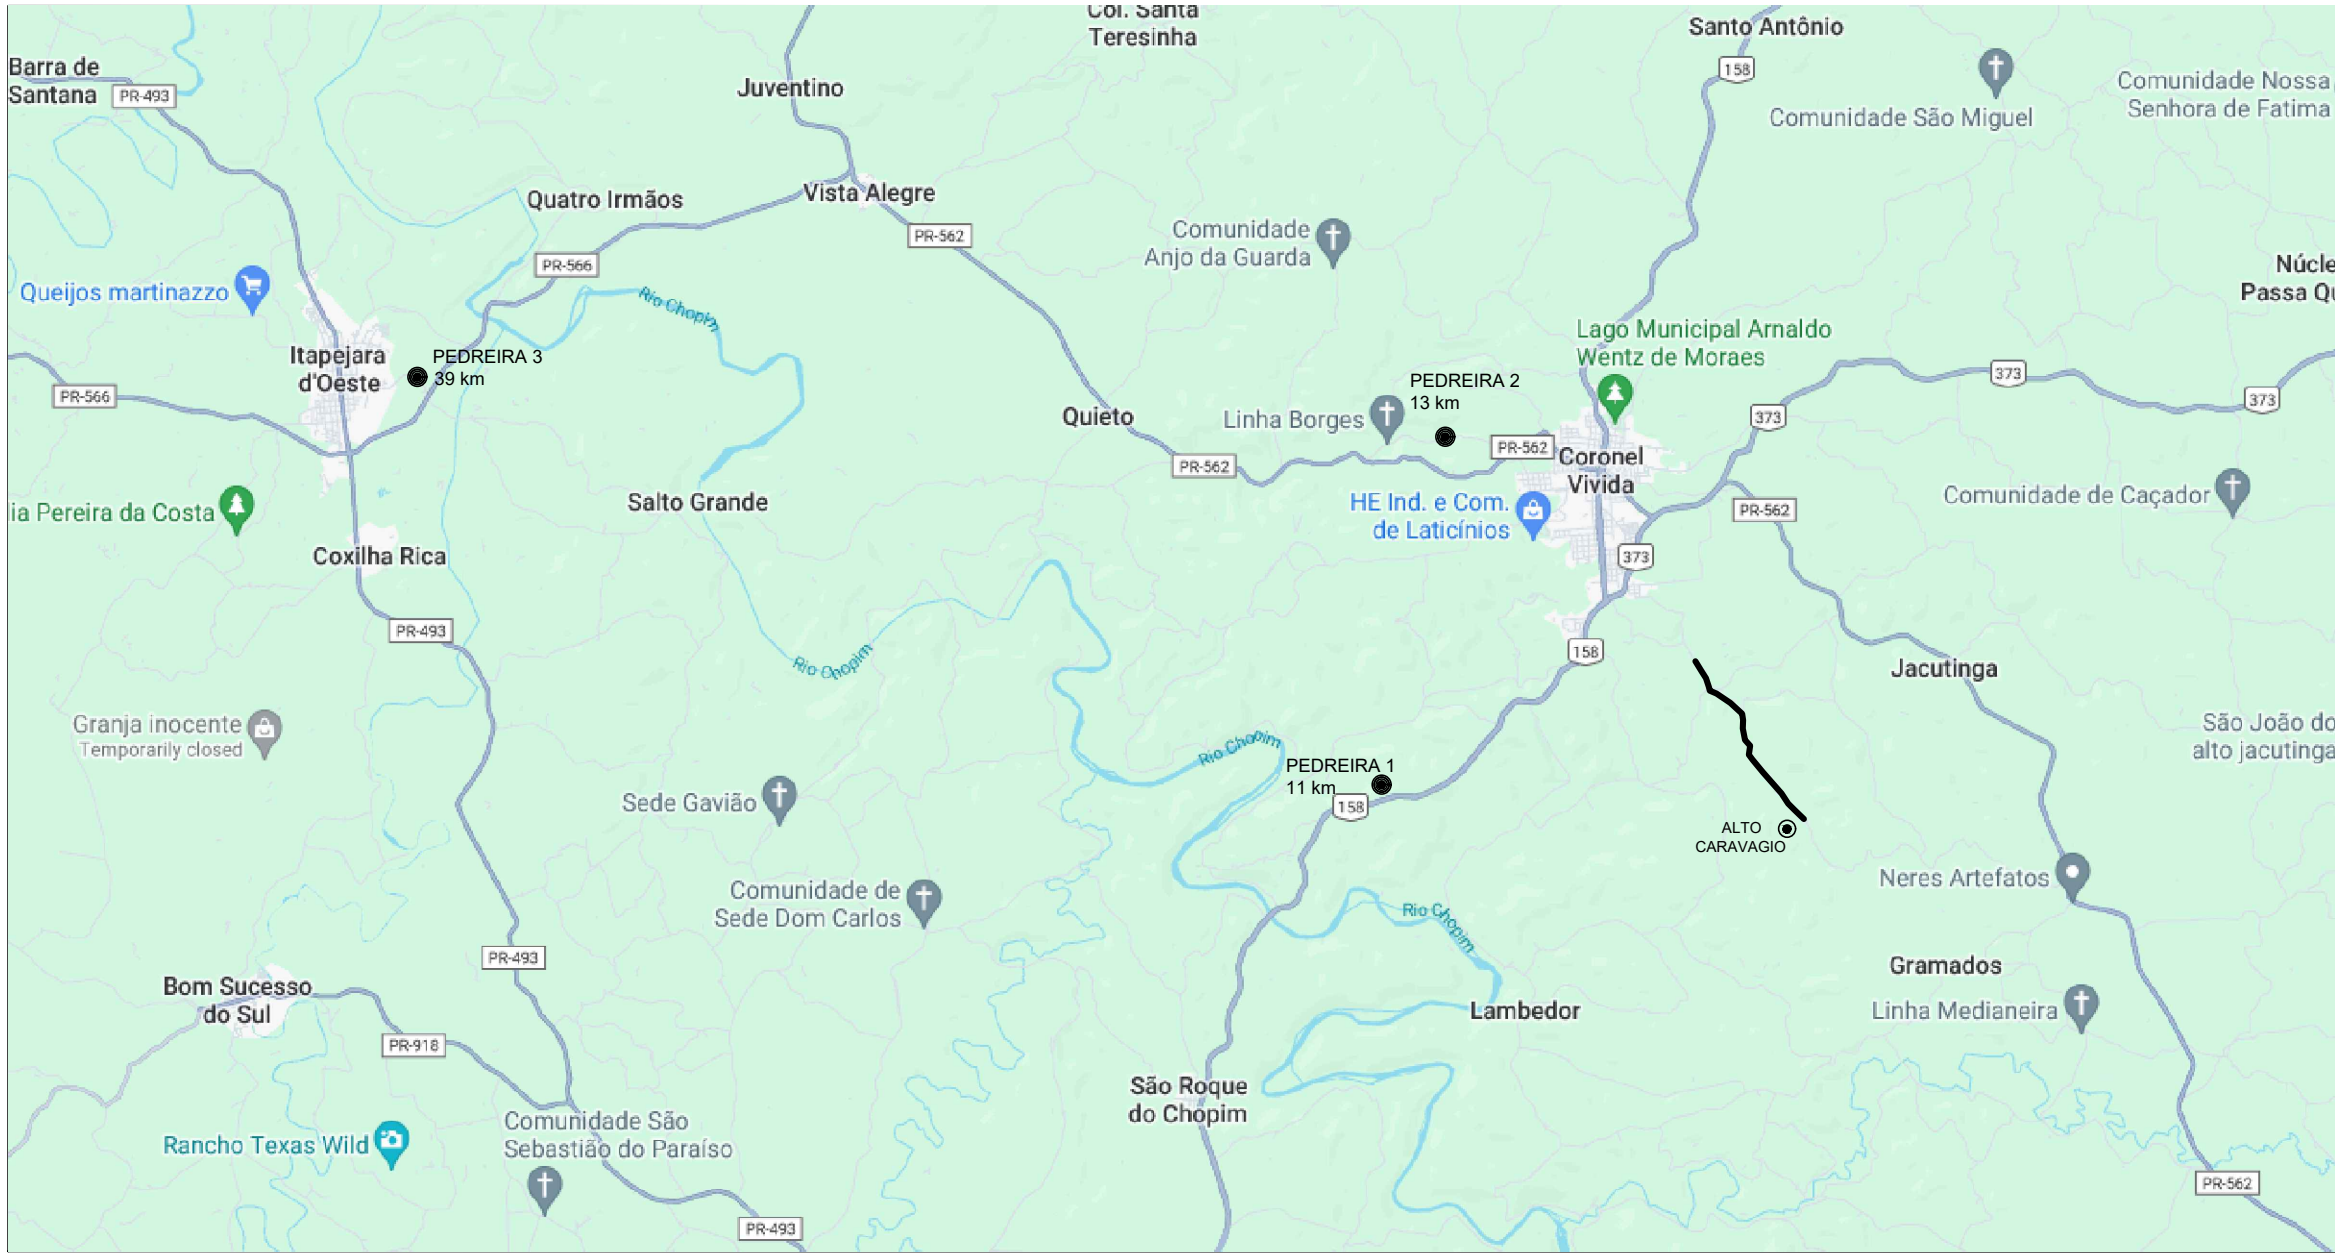 Col. Santa
Teresinha
Santo Antônio
Barra de
Santana
PR-493
Juventino
158
Comunidade São Miguel
Comunidade Nossa
Senhora de Fatima
Quatro Irmãos
Vista Alegre
PR-562
PR-566
Comunidade
Anjo da Guarda
Núcle
Passa Qu
Queijos martinazzo
Rio Chopim
Itapejara
d'Oeste
PEDREIRA 3
39 km
PR-566
Lago Municipal Arnaldo
Wentz de Moraes
373
373
373
PEDREIRA 2
13 km
Linha Borges
Quieto
PR-562
PR-562
Coronel
Vivida
HE Ind. e Com.
de Laticínios
PR-562
Comunidade de Caçador
ia Pereira da Costa
Salto Grande
Coxilha Rica
373
PR-493
Rio Chopim
158
Jacutinga
Granja inocente
Temporarily closed
Rio Chopim
São João do
alto jacutinga
PEDREIRA 1
11 km
158
Sede Gavião
ALTO
CARAVAGIO
Comunidade de
Sede Dom Carlos
Rio Chopim
Neres Artefatos
PR-493
Gramados
Bom Sucesso
do Sul
Lambedor
Linha Medianeira
PR-918
São Roque
do Chopim
Comunidade São
Sebastião do Paraíso
Rancho Texas Wild
PR-562
PR-493